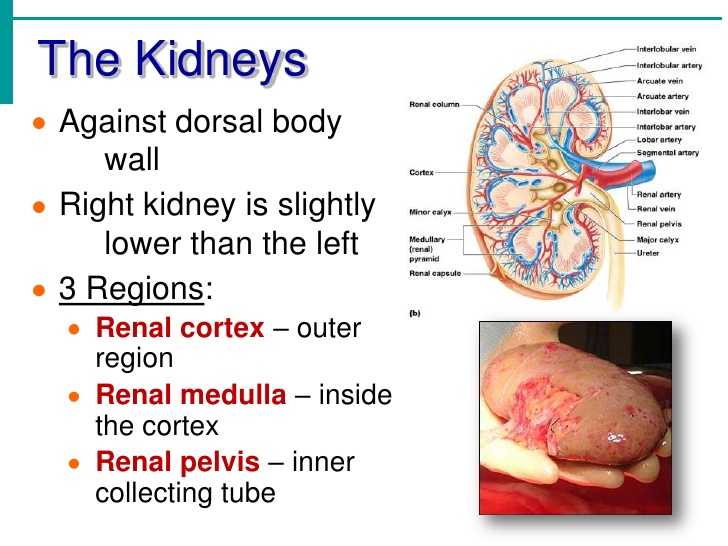 The Kidneys
● Against dorsal body
wall
● Right kidney is slightly
lower than the left
● 3 Regions:
● Renal cortex – outer
region
● Renal medulla – inside
the cortex
● Renal pelvis – inner
collecting tube
Renal column
Cortex
Minor calyx
Medullary
(renal)
pyramid
Renal capsule
(b)
Interlobular vein
Interlobular artery
Arcuate vein
Arcuate artery
Interlobar vein
Interlobar artery
Lobar artery
Segmental artery
Renal artery
Renal vein
Renal pelvis
Major calyx
Ureter